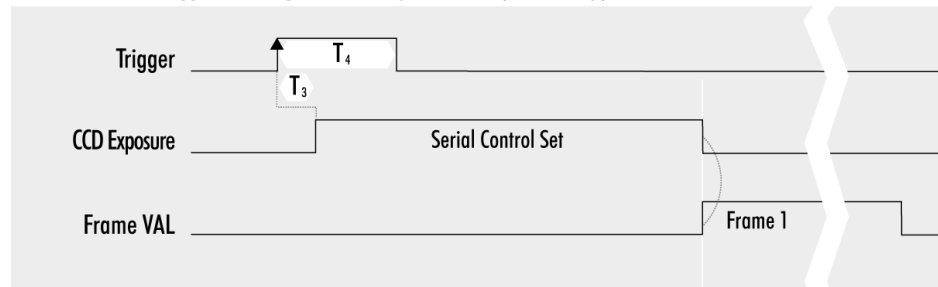 Trigger
T4
T3
CCD Exposure
Serial Control Set
Frame VAL
Frame 1